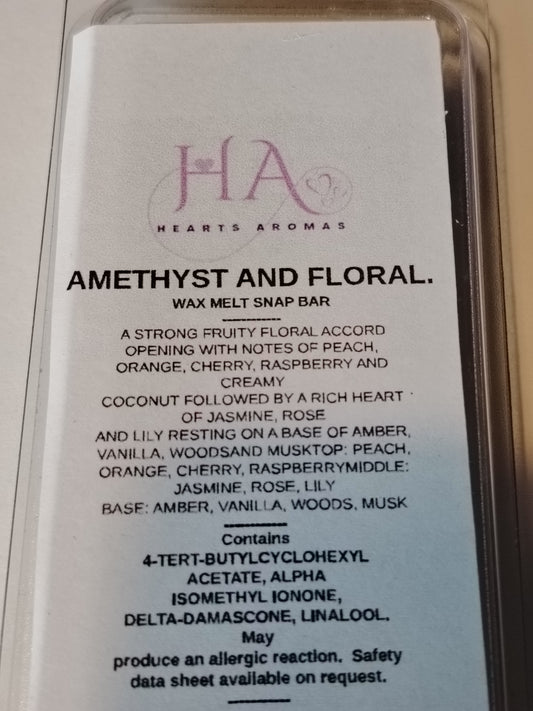 HA
HEARTS AROMAS
AMETHYST AND FLORAL.
WAX MELT SNAP BAR
------------
A STRONG FRUITY FLORAL ACCORD
OPENING WITH NOTES OF PEACH,
ORANGE, CHERRY, RASPBERRY AND
CREAMY
COCONUT FOLLOWED BY A RICH HEART
OF JASMINE, ROSE
AND LILY RESTING ON A BASE OF AMBER,
VANILLA, WOODSAND MUSKTOP: PEACH,
ORANGE, CHERRY, RASPBERRYMIDDLE:
JASMINE, ROSE, LILY
BASE: AMBER, VANILLA, WOODS, MUSK
------------
Contains
4-TERT-BUTYLCYCLOHEXYL
ACETATE, ALPHA
ISOMETHYL IONONE,
DELTA-DAMASCONE, LINALOOL.
May
produce an allergic reaction. Safety
data sheet available on request.
------------